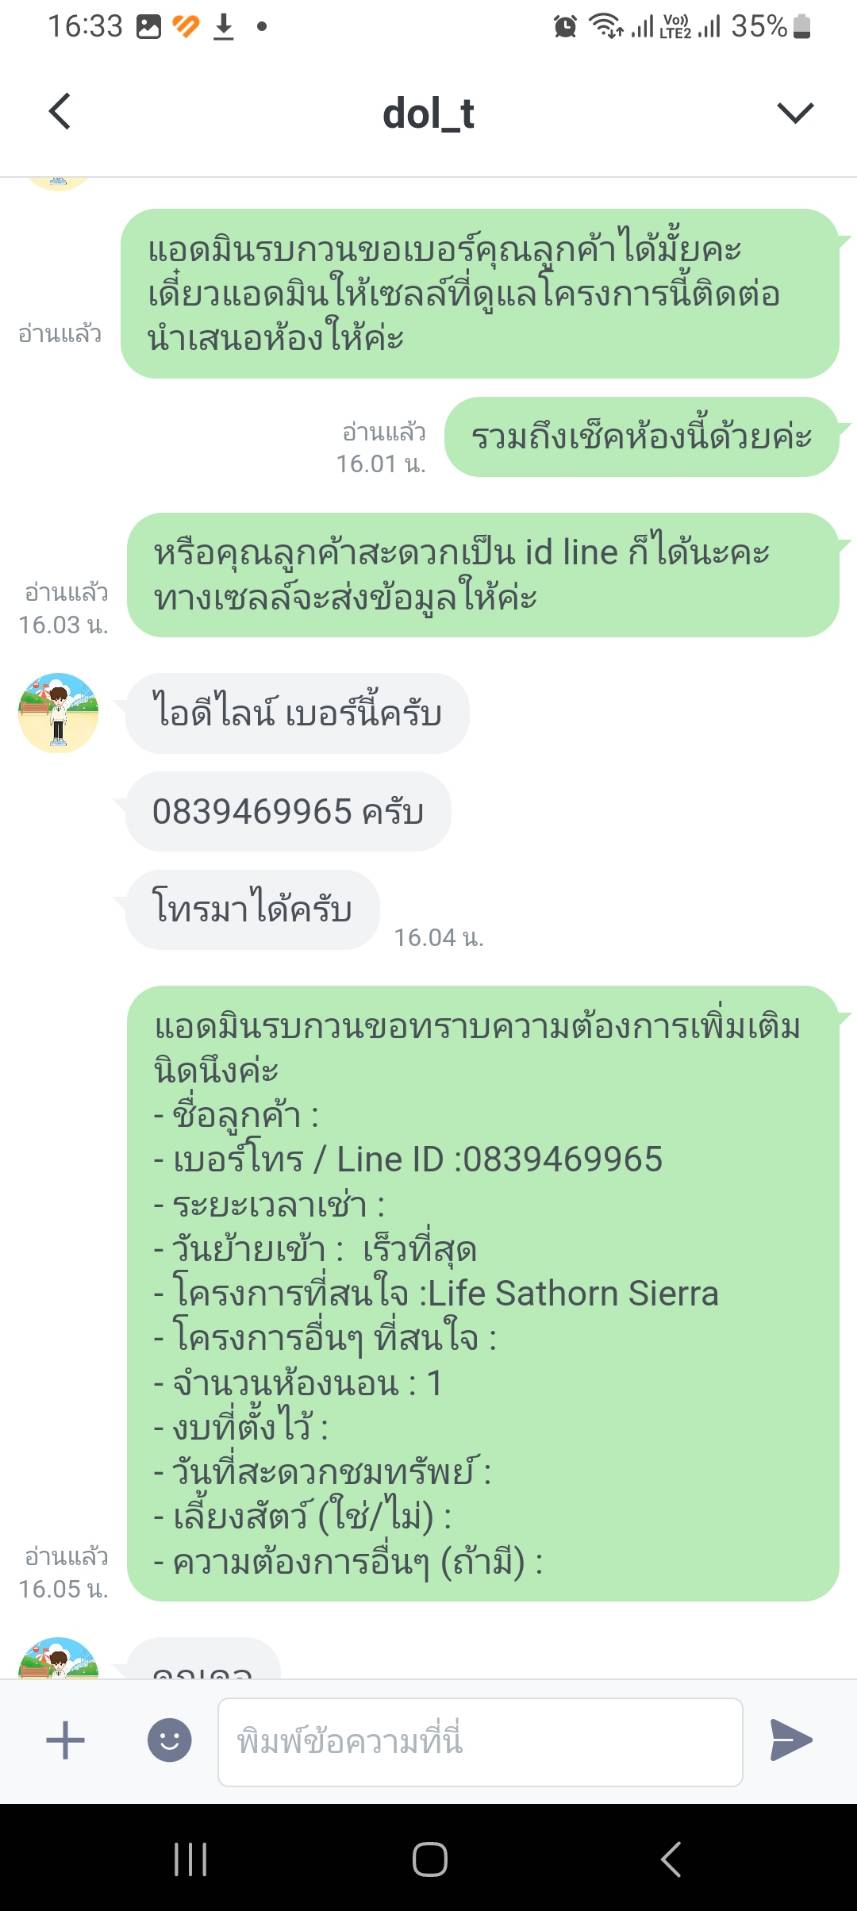 16:33
Vo)) LTE2 35%
dol_t
แอดมินรบกวนขอเบอร์คุณลูกค้าได้มั้ยคะ
เดี๋ยวแอดมินให้เซลล์ที่ดูแลโครงการนี้ติดต่อ
นำเสนอห้องให้ค่ะ
อ่านแล้ว
รวมถึงเช็คห้องนี้ด้วยค่ะ
อ่านแล้ว
16.01 น.
หรือคุณลูกค้าสะดวกเป็น id line ก็ได้นะคะ
ทางเซลล์จะส่งข้อมูลให้ค่ะ
อ่านแล้ว
16.03 น.
ไอดีไลน์ เบอร์นี้ครับ
0839469965 ครับ
โทรมาได้ครับ
16.04 น.
แอดมินรบกวนขอทราบความต้องการเพิ่มเติม
นิดนึงค่ะ
- ชื่อลูกค้า :
- เบอร์โทร / Line ID :0839469965
- ระยะเวลาเช่า :
- วันย้ายเข้า :  เร็วที่สุด
- โครงการที่สนใจ :Life Sathorn Sierra
- โครงการอื่นๆ ที่สนใจ :
- จำนวนห้องนอน : 1
- งบที่ตั้งไว้ :
- วันที่สะดวกชมทรัพย์ :
- เลี้ยงสัตว์ (ใช่/ไม่) :
- ความต้องการอื่นๆ (ถ้ามี) :
อ่านแล้ว
16.05 น.
พิมพ์ข้อความที่นี่